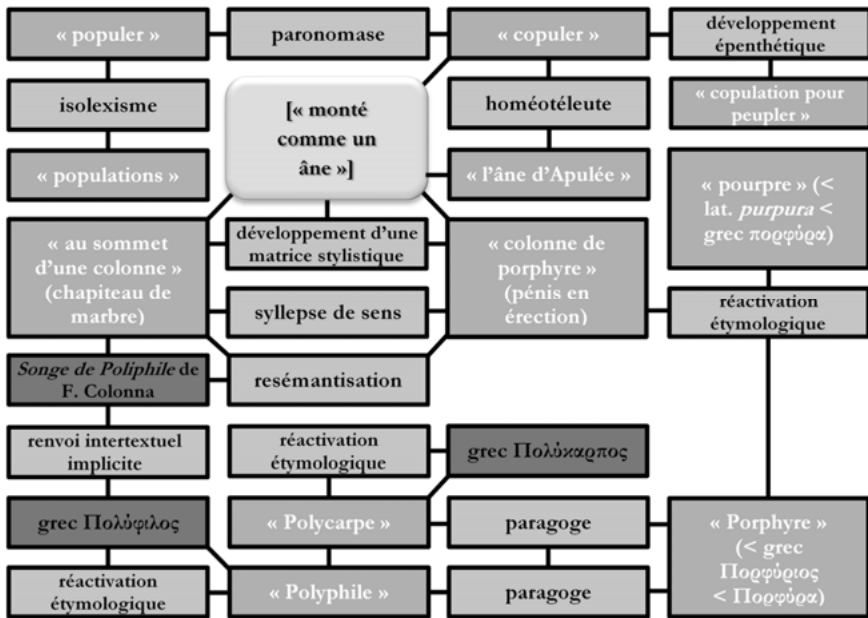 « populer »
paronomase
« copuler »
développement
épenthétique
isolexisme
[« monté
comme un
âne »]
homéotéleute
« copulation pour
peupler »
« populations »
« l'âne d'Apulée »
« pourpre » (<
lat. purpura <
grec πορφύρα)
« au sommet
d'une colonne »
(chapiteau de
marbre)
développement d'une
matrice stylistique
« colonne de
porphyre »
(pénis en
érection)
syllepse de sens
réactivation
étymologique
Songe de Poliphile de
F. Colonna
resémantisation
renvoi intertextuel
implicite
réactivation
étymologique
grec Πολύκαρπος
grec Πολύφιλος
« Polycarpe »
paragoge
« Porphyre »
(< grec
Πορφύριος
< Πορφύρα)
réactivation
étymologique
« Polyphile »
paragoge